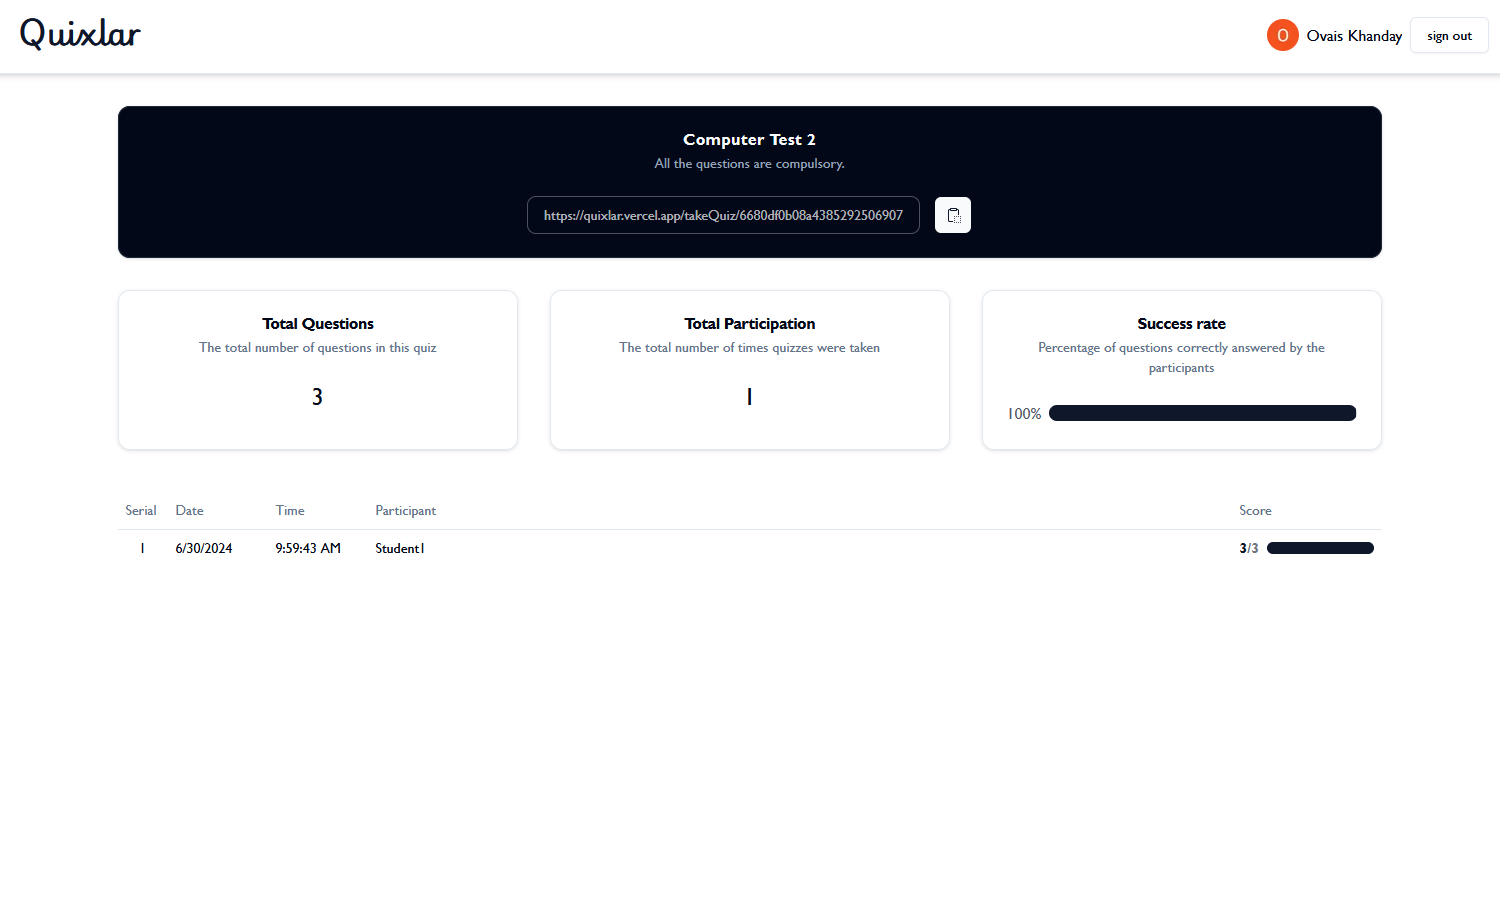 Quixlar
O Ovais Khanday sign out
Computer Test 2
All the questions are compulsory.
https://quixlar.vercel.app/takeQuiz/6680df0b08a4385292506907
Total Questions
The total number of questions in this quiz
3
Total Participation
The total number of times quizzes were taken
1
Success rate
Percentage of questions correctly answered by the
participants
100%
Serial Date Time Participant Score
1 6/30/2024 9:59:43 AM Student1 3/3